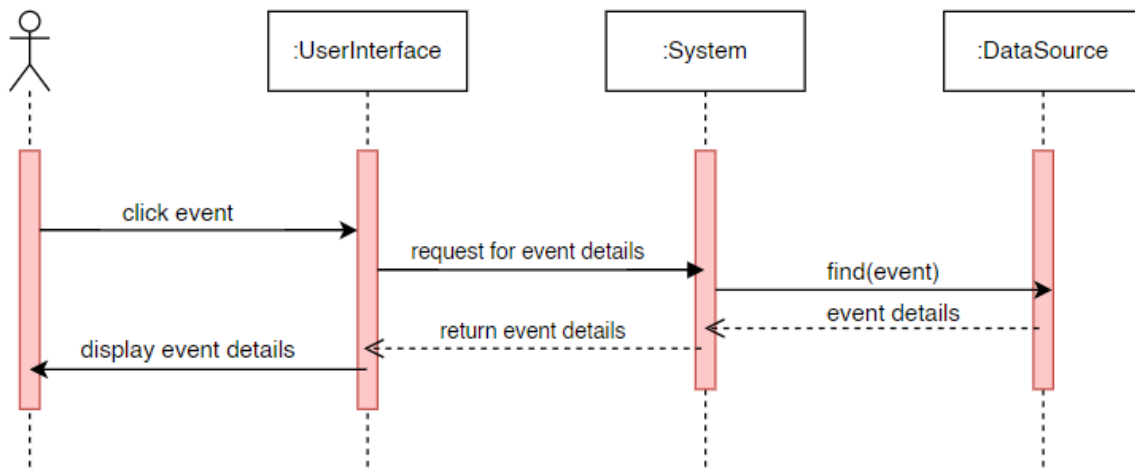 :UserInterface
:System
:DataSource
click event
request for event details
find(event)
event details
return event details
display event details